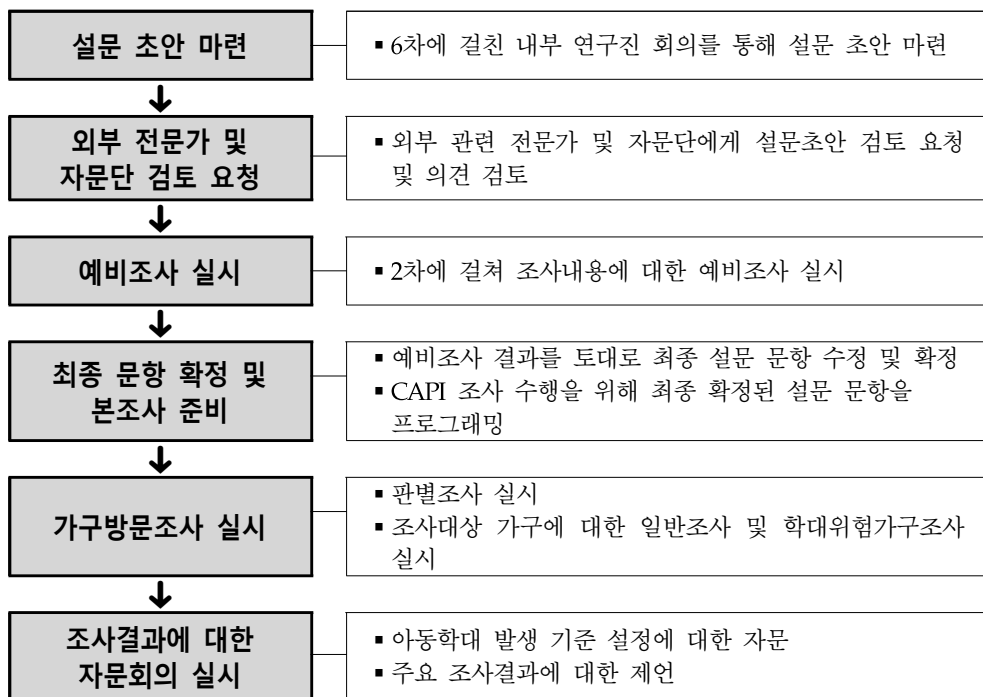 설문 초안 마련
▪ 6차에 걸친 내부 연구진 회의를 통해 설문 초안 마련
외부 전문가 및
자문단 검토 요청
▪ 외부 관련 전문가 및 자문단에게 설문초안 검토 요청
및 의견 검토
예비조사 실시
▪ 2차에 걸쳐 조사내용에 대한 예비조사 실시
최종 문항 확정 및
본조사 준비
▪ 예비조사 결과를 토대로 최종 설문 문항 수정 및 확정
▪ CAPI 조사 수행을 위해 최종 확정된 설문 문항을
프로그래밍
가구방문조사 실시
▪ 판별조사 실시
▪ 조사대상 가구에 대한 일반조사 및 학대위험가구조사
실시
조사결과에 대한
자문회의 실시
▪ 아동학대 발생 기준 설정에 대한 자문
▪ 주요 조사결과에 대한 제언